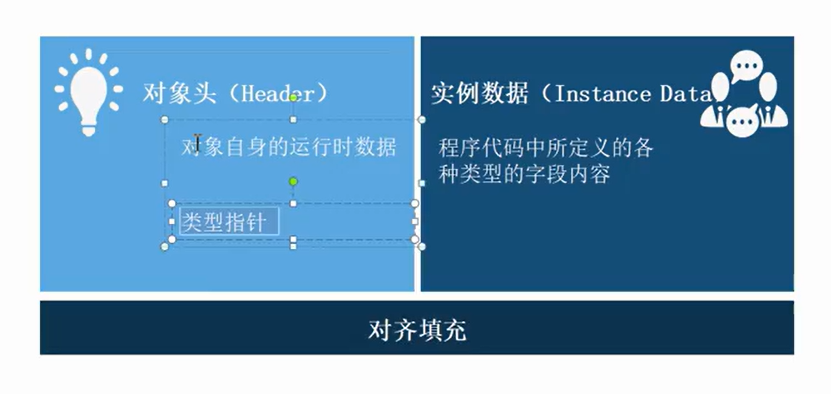 对象头（Header）
对象自身的运行时数据
类型指针
实例数据（Instance Data
程序代码中所定义的各
种类型的字段内容
对齐填充